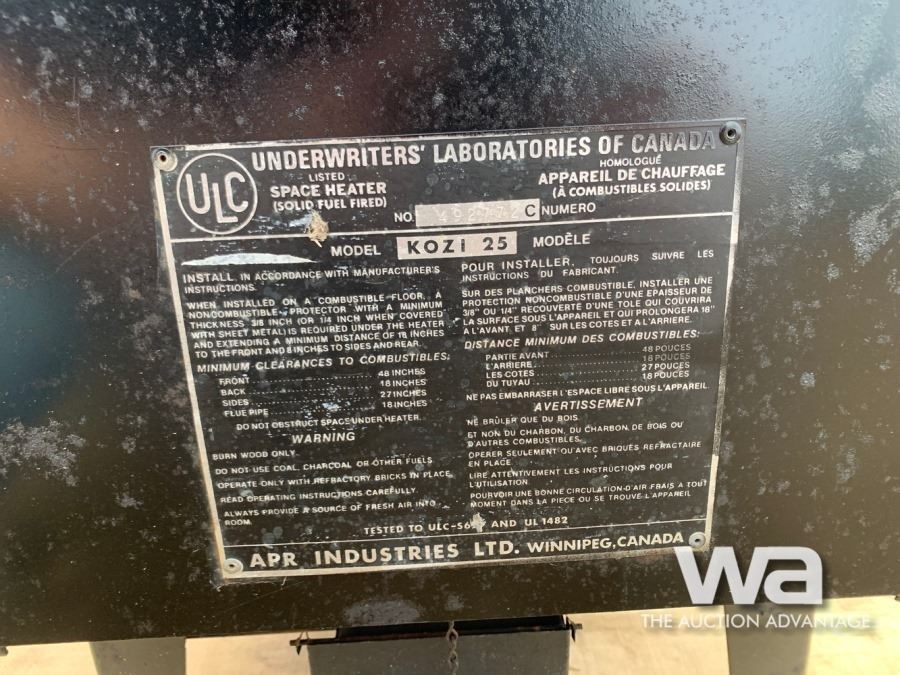 ULC
UNDERWRITERS' LABORATORIES OF CANADA
LISTED
SPACE HEATER
(SOLID FUEL FIRED)
HOMOLOGUÉ
APPAREIL DE CHAUFFAGE
(À COMBUSTIBLES SOLIDES)
NO. 492772 C NUMERO
MODEL KOZI 25 MODÈLE
INSTALL IN ACCORDANCE WITH MANUFACTURER'S
INSTRUCTIONS.
WHEN INSTALLED ON A COMBUSTIBLE FLOOR, A
NONCOMBUSTIBLE PROTECTOR WITH A MINIMUM
THICKNESS 3/8 INCH (OR 1/4 INCH WHEN COVERED
WITH SHEET METAL) IS REQUIRED UNDER THE HEATER
AND EXTENDING A MINIMUM DISTANCE OF 18 INCHES
TO THE FRONT AND 8 INCHES TO SIDES AND REAR.
MINIMUM CLEARANCES TO COMBUSTIBLES:
FRONT 48 INCHES
BACK 18 INCHES
SIDES 27 INCHES
FLUE PIPE 18 INCHES
DO NOT OBSTRUCT SPACE UNDER HEATER.
WARNING
BURN WOOD ONLY.
DO NOT USE COAL, CHARCOAL OR OTHER FUELS
OPERATE ONLY WITH REFRACTORY BRICKS IN PLACE.
READ OPERATING INSTRUCTIONS CAREFULLY.
ALWAYS PROVIDE A SOURCE OF FRESH AIR INTO
ROOM.
POUR INSTALLER, TOUJOURS SUIVRE LES
INSTRUCTIONS DU FABRICANT.
SUR DES PLANCHERS COMBUSTIBLE, INSTALLER UNE
PROTECTION NONCOMBUSTIBLE D'UNE EPAISSEUR DE
3/8" OU 1/4" RECOUVERTE D'UNE TOLE QUI COUVRIRA
LA SURFACE SOUS L'APPAREIL ET QUI PROLONGERA 18"
A L'AVANT ET 8" SUR LES COTES ET A L'ARRIERE.
DISTANCE MINIMUM DES COMBUSTIBLES:
PARTIE AVANT 48 POUCES
L'ARRIERE 18 POUCES
LES COTES 27 POUCES
DU TUYAU 18 POUCES
NE PAS EMBARRASER L'ESPACE LIBRE SOUS L'APPAREIL
AVERTISSEMENT
NE BRÛLER QUE DU BOIS
ET NON DU CHARBON, DU CHARBON, DE BOIS OU
D'AUTRES COMBUSTIBLES.
OPERER SEULEMENT QU'AVEC BRIQUES REFRACTAIRE
EN PLACE.
LIRE ATTENTIVEMENT LES INSTRUCTIONS POUR
L'UTILISATION.
POURVOIR UNE BONNE CIRCULATION D'AIR FRAIS A TOUT
MOMENT DANS LA PIECE OU SE TROUVE L'APPAREIL
TESTED TO AND UL 1482
APR INDUSTRIES LTD. WINNIPEG, CANADA
wa
THE AUCTION ADVANTAGE